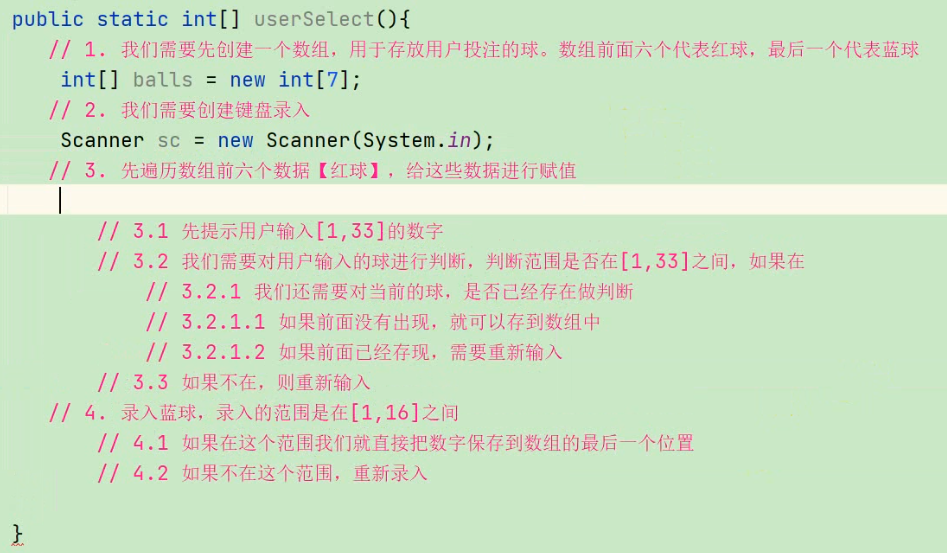 public static int[] userSelect(){
// 1. 我们需要先创建一个数组，用于存放用户投注的球。数组前面六个代表红球，最后一个代表蓝球
int[] balls = new int[7];
// 2. 我们需要创建键盘录入
Scanner sc = new Scanner(System.in);
// 3. 先遍历数组前六个数据【红球】，给这些数据进行赋值
// 3.1 先提示用户输入[1,33]的数字
// 3.2 我们需要对用户输入的球进行判断，判断范围是否在[1,33]之间，如果在
// 3.2.1 我们还需要对当前的球，是否已经存在做判断
// 3.2.1.1 如果前面没有出现，就可以存到数组中
// 3.2.1.2 如果前面已经存现，需要重新输入
// 3.3 如果不在，则重新输入
// 4. 录入蓝球，录入的范围是在[1,16]之间
// 4.1 如果在这个范围我们就直接把数字保存到数组的最后一个位置
// 4.2 如果不在这个范围，重新录入
}